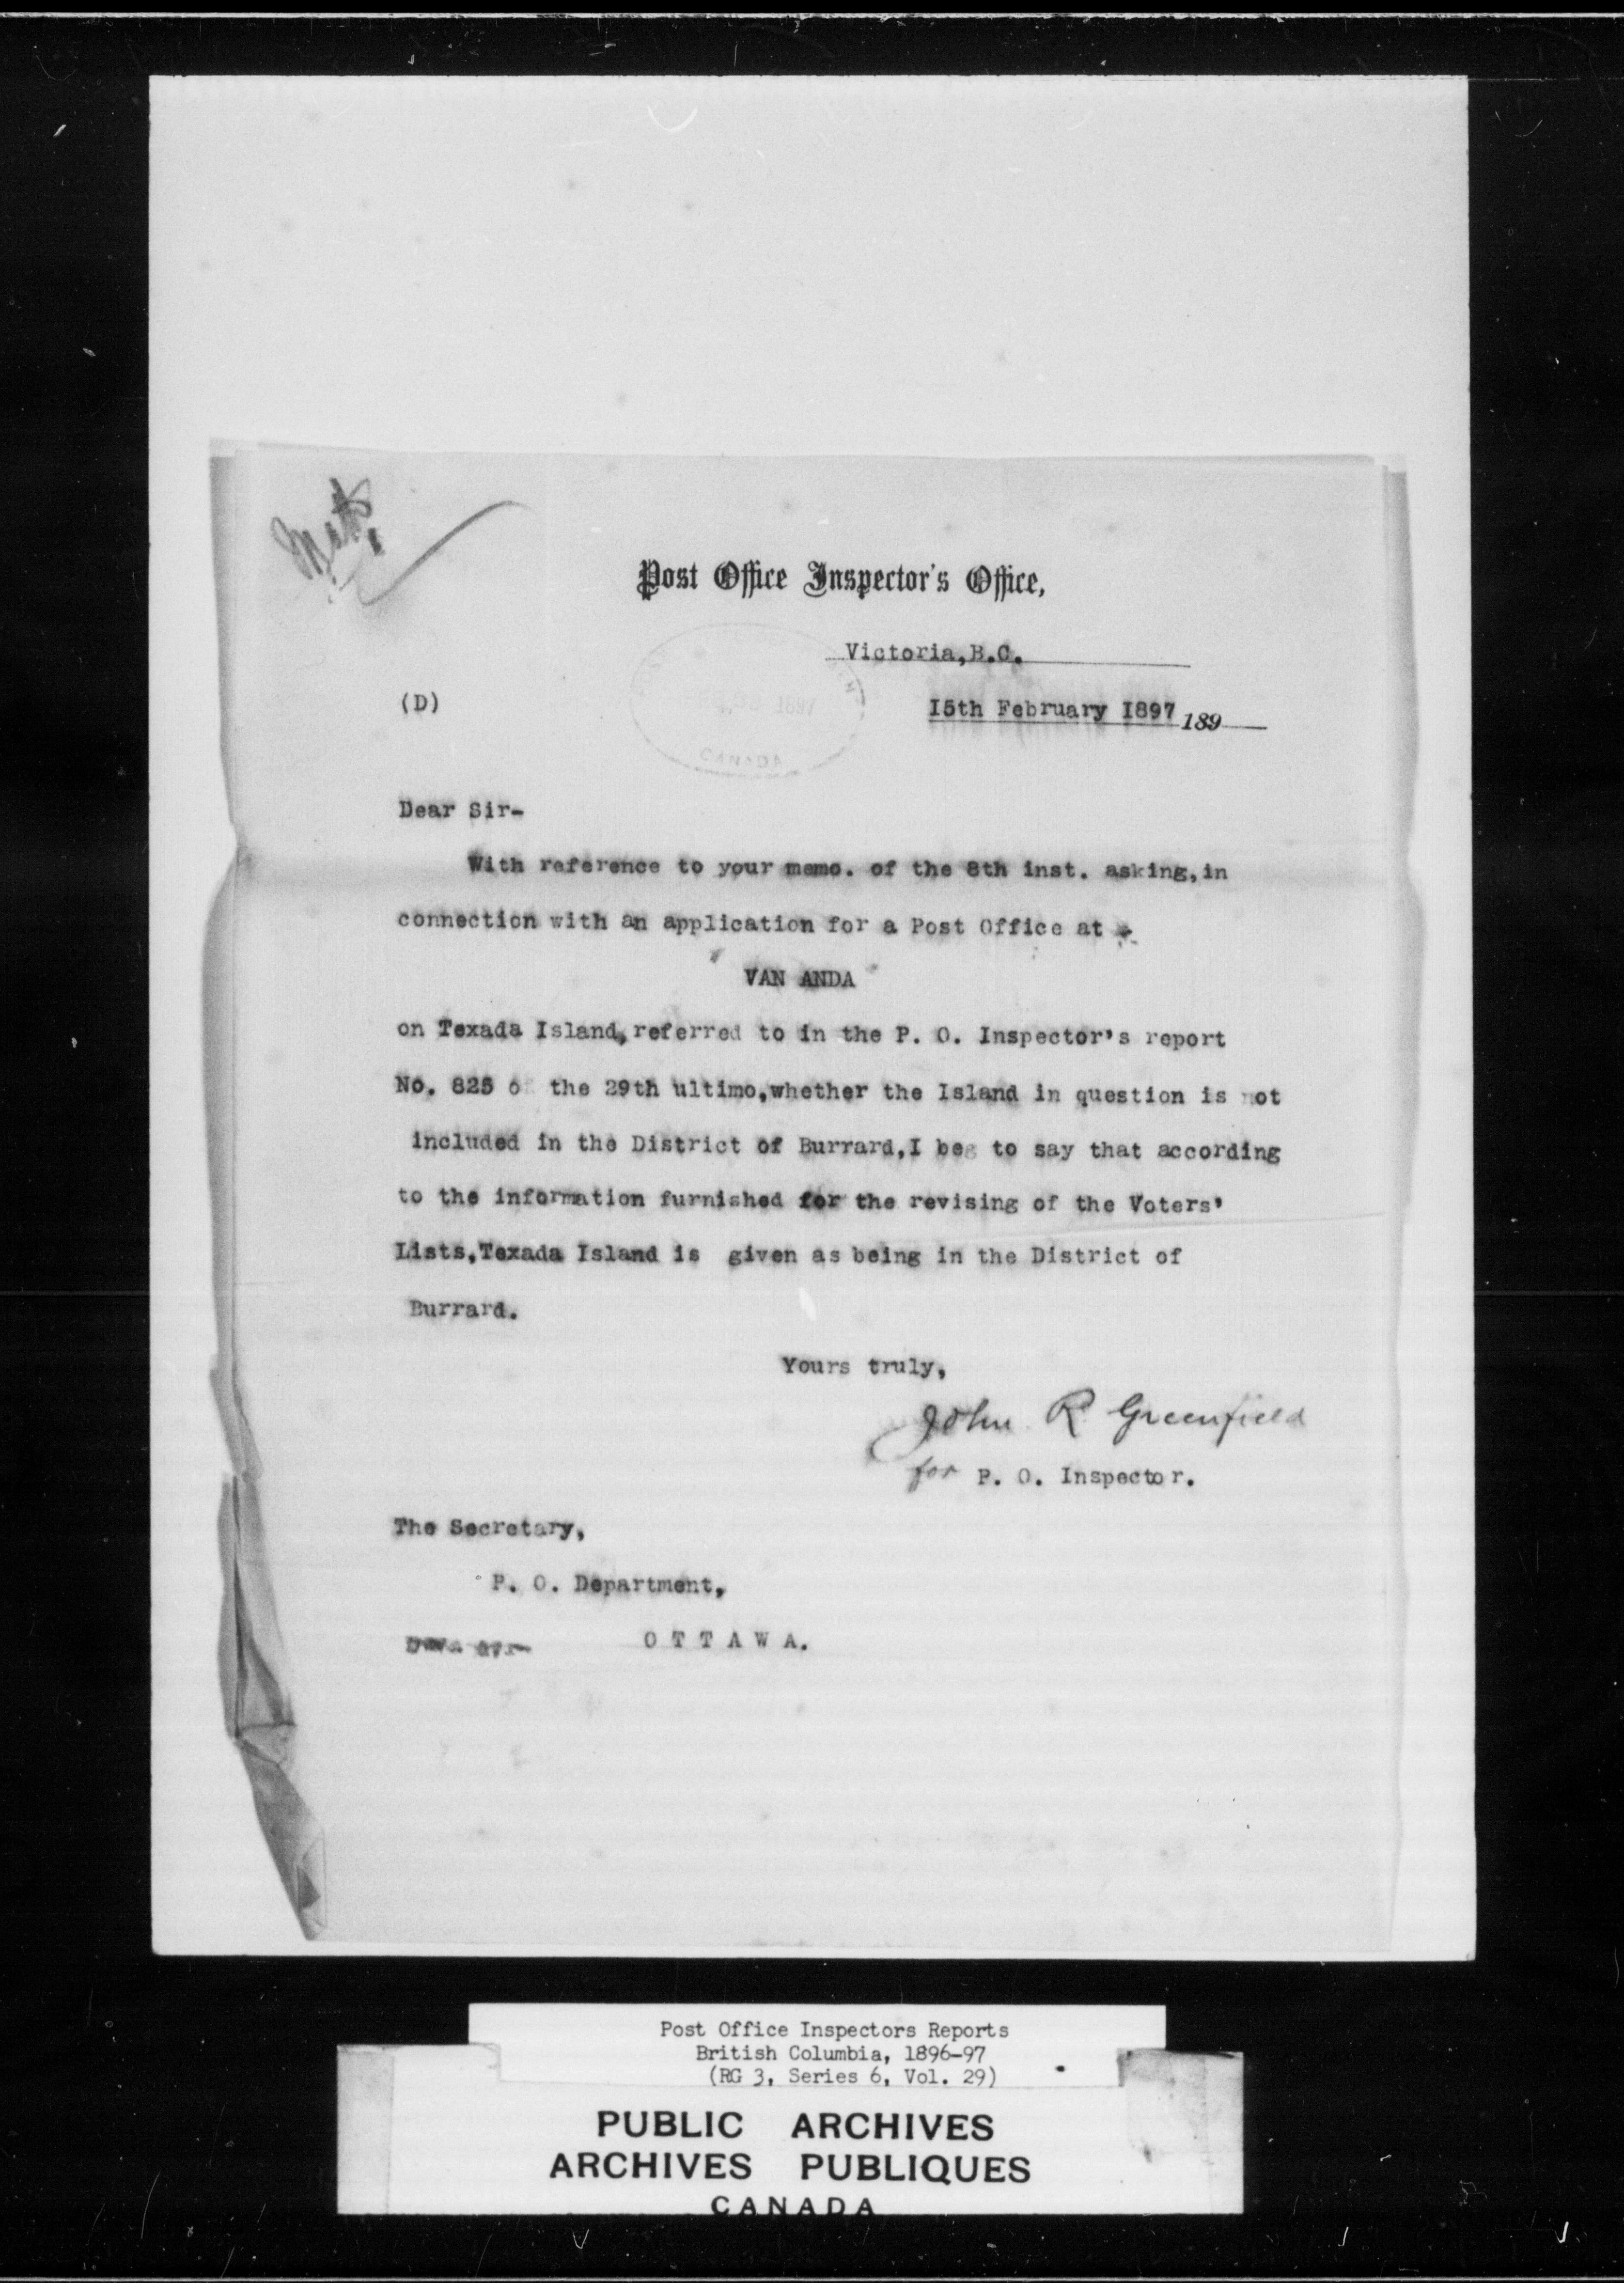 Post Office Inspector's Office,
Victoria, B.C.
(D)
15th February 1897 189
CANADA
Dear Sir-
With reference to your memo. of the 8th inst. asking, in
connection with an application for a Post Office at
VAN ANDA
on Texada Island, referred to in the P. O. Inspector's report
No. 825 of the 29th ultimo, whether the Island in question is not
included in the District of Burrard, I beg to say that according
to the information furnished for the revising of the Voters'
Lists, Texada Island is given as being in the District of
Burrard.
Yours truly,
John R Greenfield
for P. O. Inspector.
The Secretary,
P. O. Department,
O T T A W A.
Post Office Inspectors Reports
British Columbia, 1896-97
(RG 3, Series 6, Vol. 29)
PUBLIC ARCHIVES
ARCHIVES PUBLIQUES
CANADA